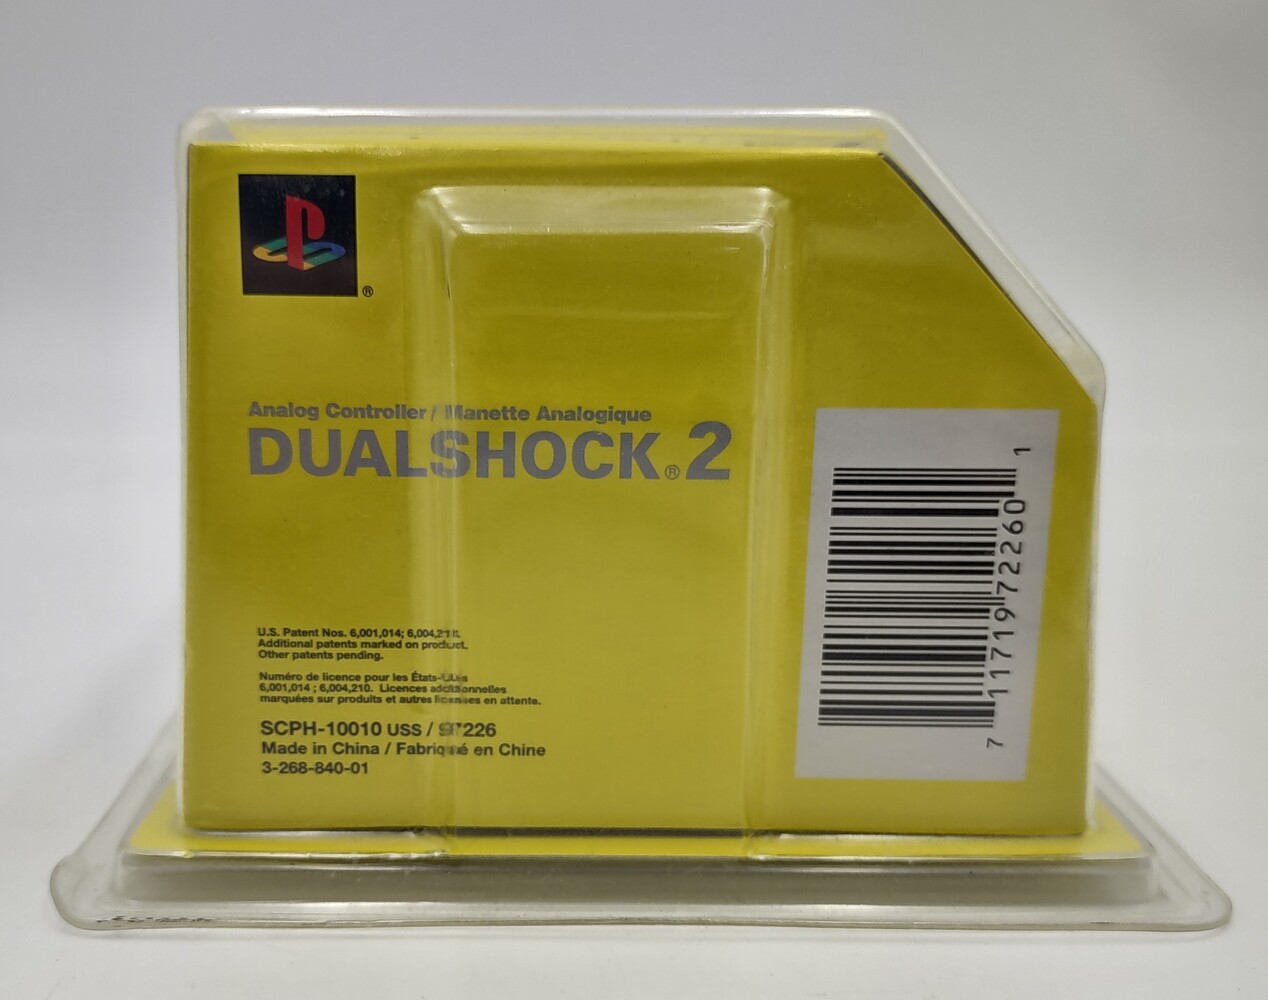 ®
Analog Controller / Manette Analogique
DUALSHOCK®2
U.S. Patent Nos. 6,001,014; 6,004,210.
Additional patents marked on product.
Other patents pending.
Numéro de licence pour les États-Unis
6,001,014 ; 6,004,210. Licences additionnelles
marquées sur produits et autres licenses en attente.
SCPH-10010 USS / 97226
Made in China / Fabriqué en Chine
3-268-840-01
7 11719 72260 1